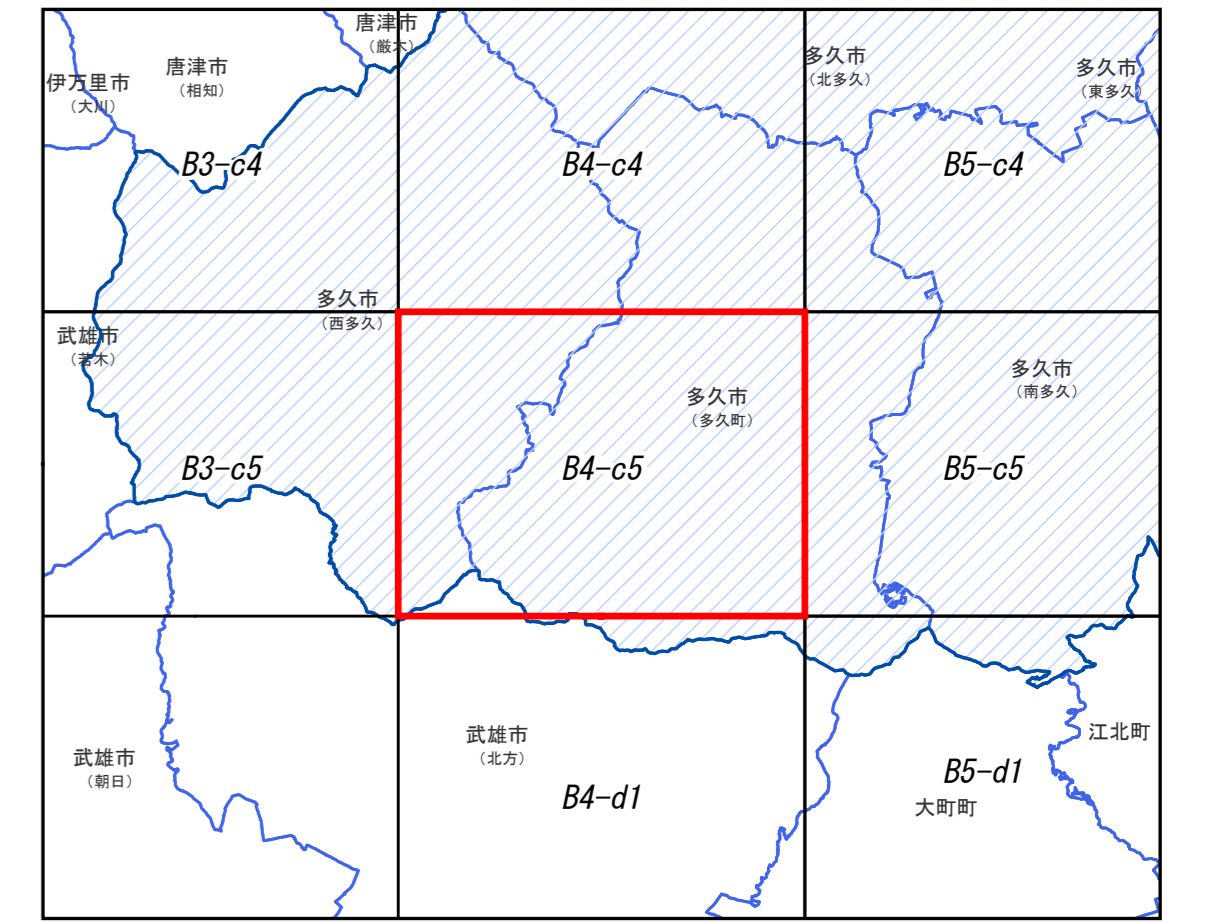 唐津市
（厳木）
伊万里市
（大川）
唐津市
（相知）
多久市
（北多久）
多久市
（東多久）
B3-c4
B4-c4
B5-c4
多久市
（西多久）
武雄市
（若木）
多久市
（多久町）
多久市
（南多久）
B3-c5
B4-c5
B5-c5
武雄市
（朝日）
武雄市
（北方）
江北町
B4-d1
B5-d1
大町町